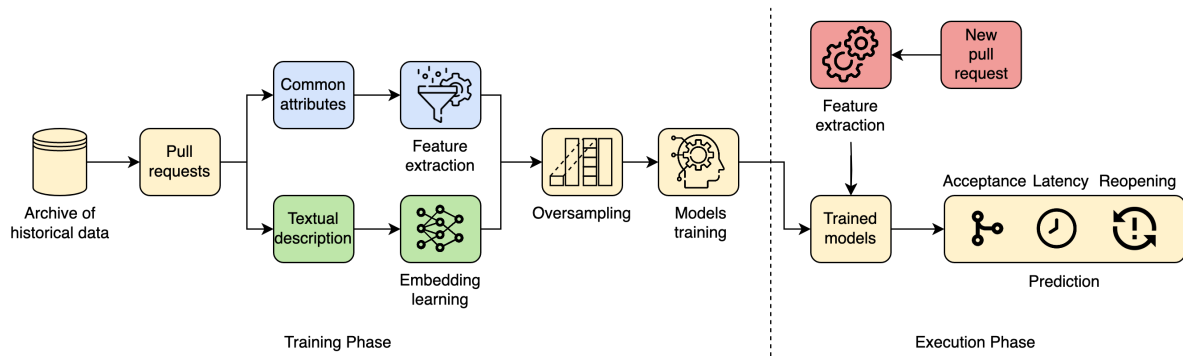 Archive of
historical data
Pull
requests
Common
attributes
Feature
extraction
Textual
description
Embedding
learning
Oversampling
Models
training
Training Phase
New
pull
request
Feature
extraction
Trained
models
Acceptance Latency Reopening
Prediction
Execution Phase